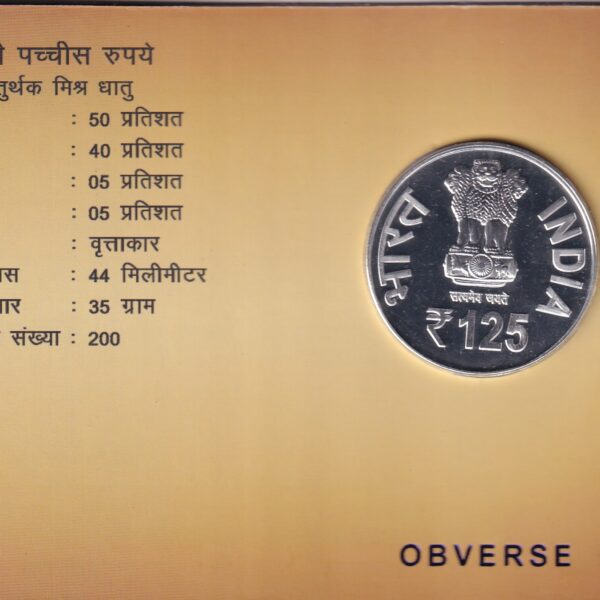 पच्चीस रुपये
मिश्र धातु
: 50 प्रतिशत
: 40 प्रतिशत
: 05 प्रतिशत
: 05 प्रतिशत
: वृत्ताकार
: 44 मिलीमीटर
: 35 ग्राम
संख्या : 200
भारत
INDIA
सत्यमेव जयते
₹ 125
OBVERSE